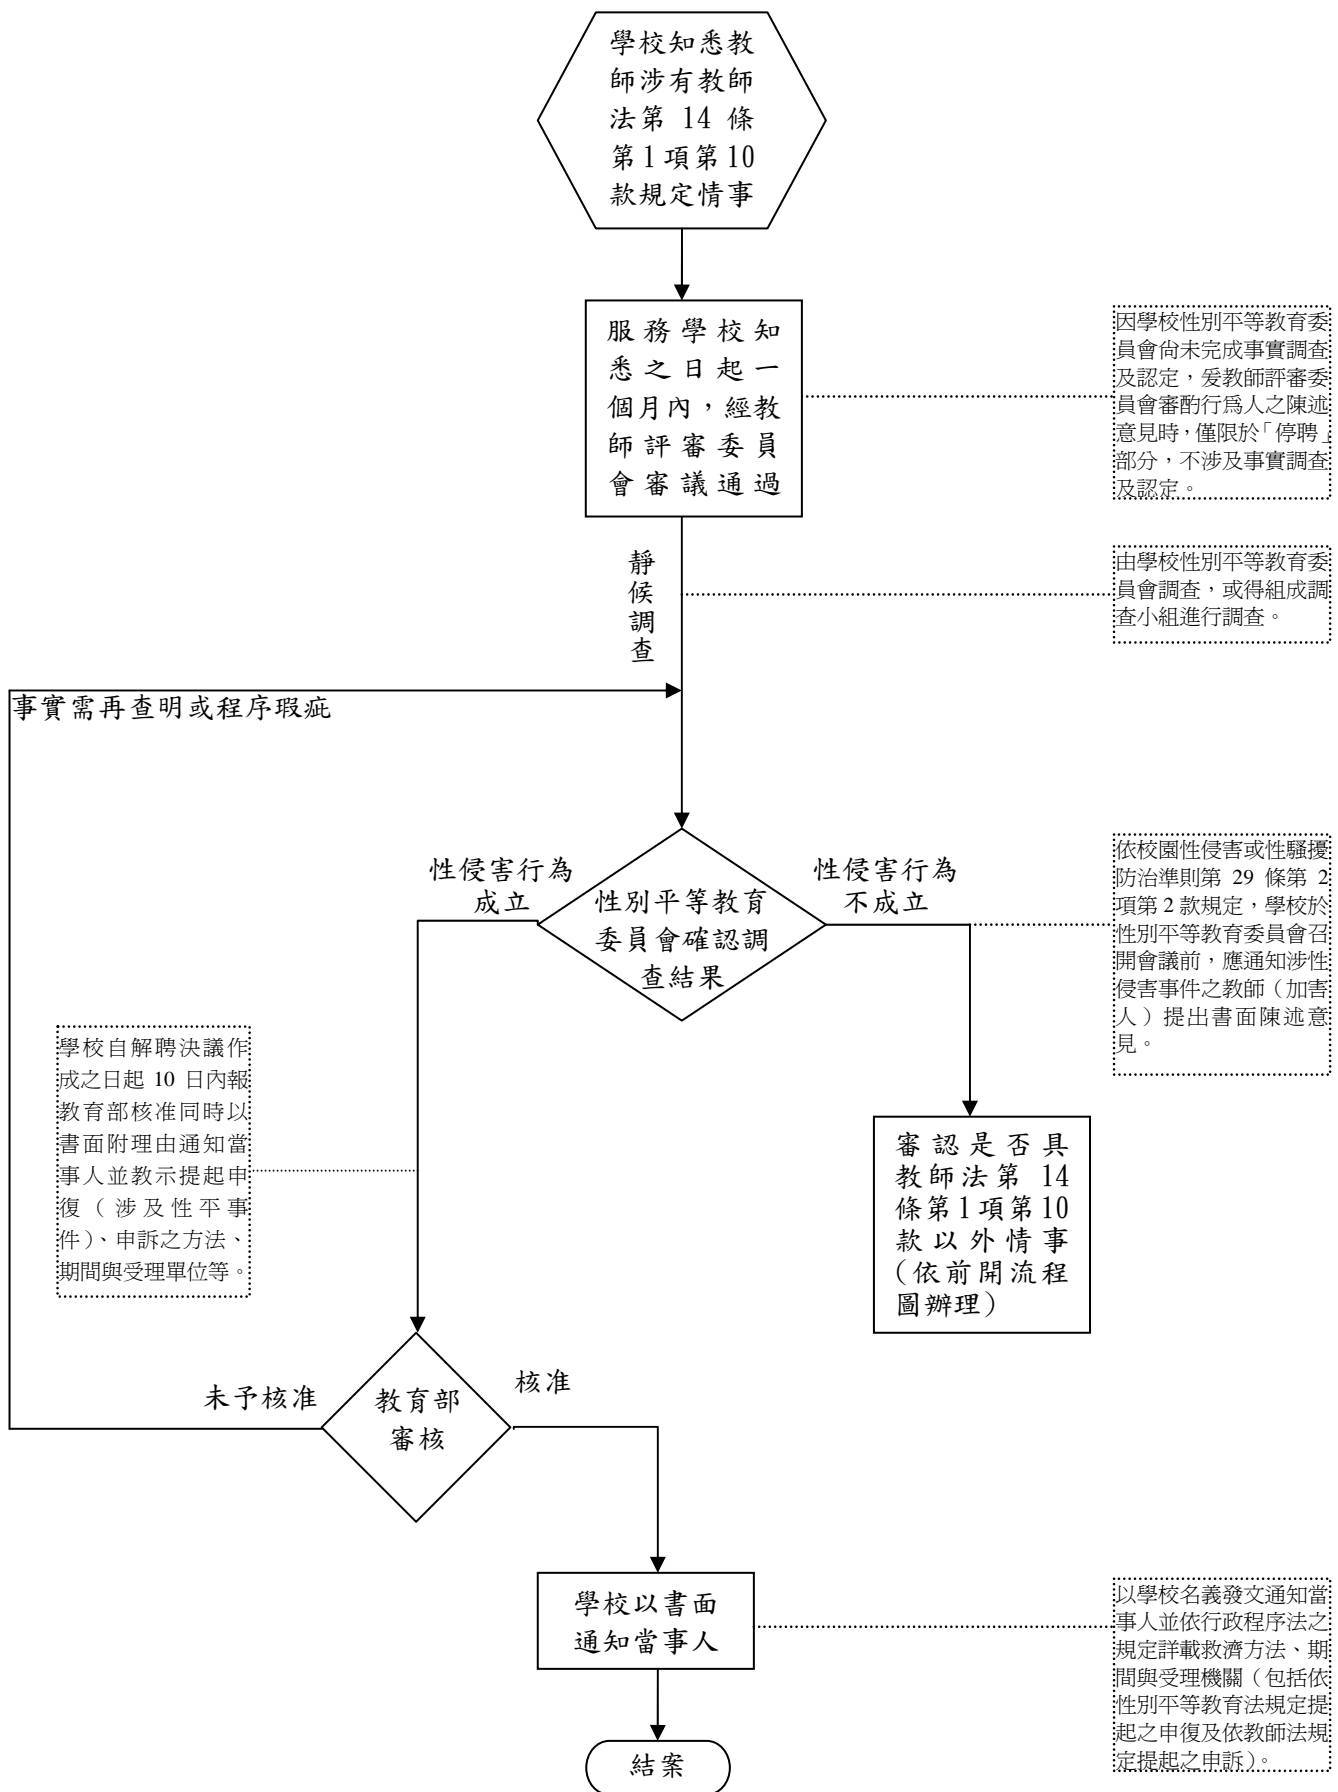 學校知悉教
師涉有教師
法第 14 條
第1項第10
款規定情事
服務學校知
悉之日起一
個月內，經教
師評審委員
會審議通過
因學校性別平等教育委
員會尚未完成事實調查
及認定，爰教師評審委
員會審酌行為人之陳述
意見時，僅限於「停聘」
部分，不涉及事實調查
及認定。
靜
候
調
查
由學校性別平等教育委
員會調查，或得組成調
查小組進行調查。
事實需再查明或程序瑕疵
性侵害行為
成立
性別平等教育
委員會確認調
查結果
性侵害行為
不成立
依校園性侵害或性騷擾
防治準則第 29 條第 2
項第 2 款規定，學校於
性別平等教育委員會召
開會議前，應通知涉性
侵害事件之教師（加害
人）提出書面陳述意
見。
學校自解聘決議作
成之日起 10 日內報
教育部核准同時以
書面附理由通知當
事人並教示提起申
復（涉及性平事
件）、申訴之方法、
期間與受理單位等。
審認是否具
教師法第 14
條第1項第10
款以外情事
(依前開流程
圖辦理)
未予核准
教育部
審核
核准
學校以書面
通知當事人
以學校名義發文通知當
事人並依行政程序法之
規定詳載救濟方法、期
間與受理機關（包括依
性別平等教育法規定提
起之申復及依教師法規
定提起之申訴）。
結案